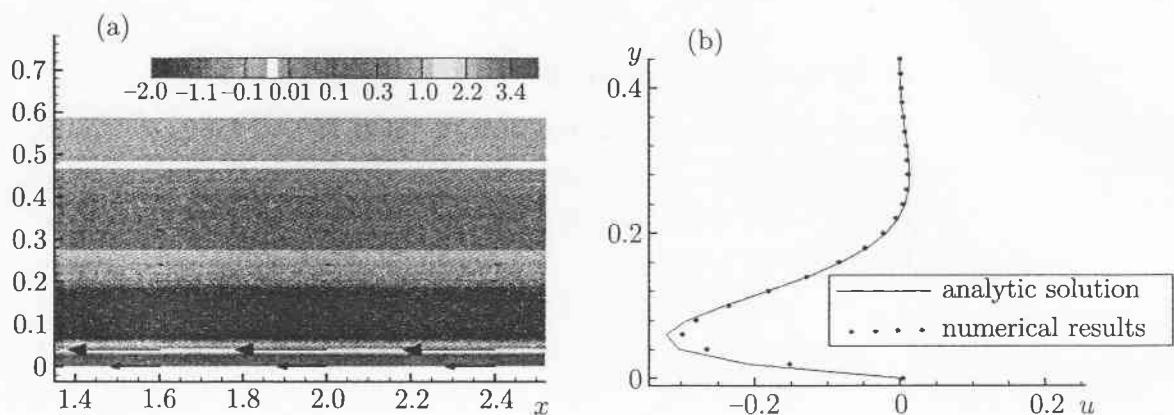 (a)
0.7
0.6
0.5
0.4
0.3
0.2
0.1
0
−2.0 −1.1 −0.1 0.01 0.1 0.3 1.0 2.2 3.4
1.4 1.6 1.8 2.0 2.2 2.4 x
(b)
y
0.4
0.2
0
analytic solution
numerical results
−0.2 0 u 0.2